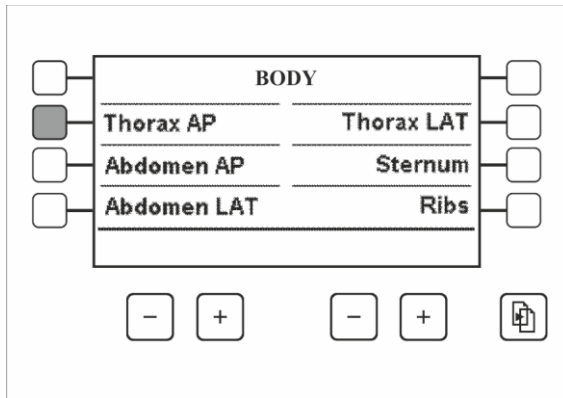 BODY
Thorax AP Thorax LAT
Abdomen AP Sternum
Abdomen LAT Ribs
− + − +